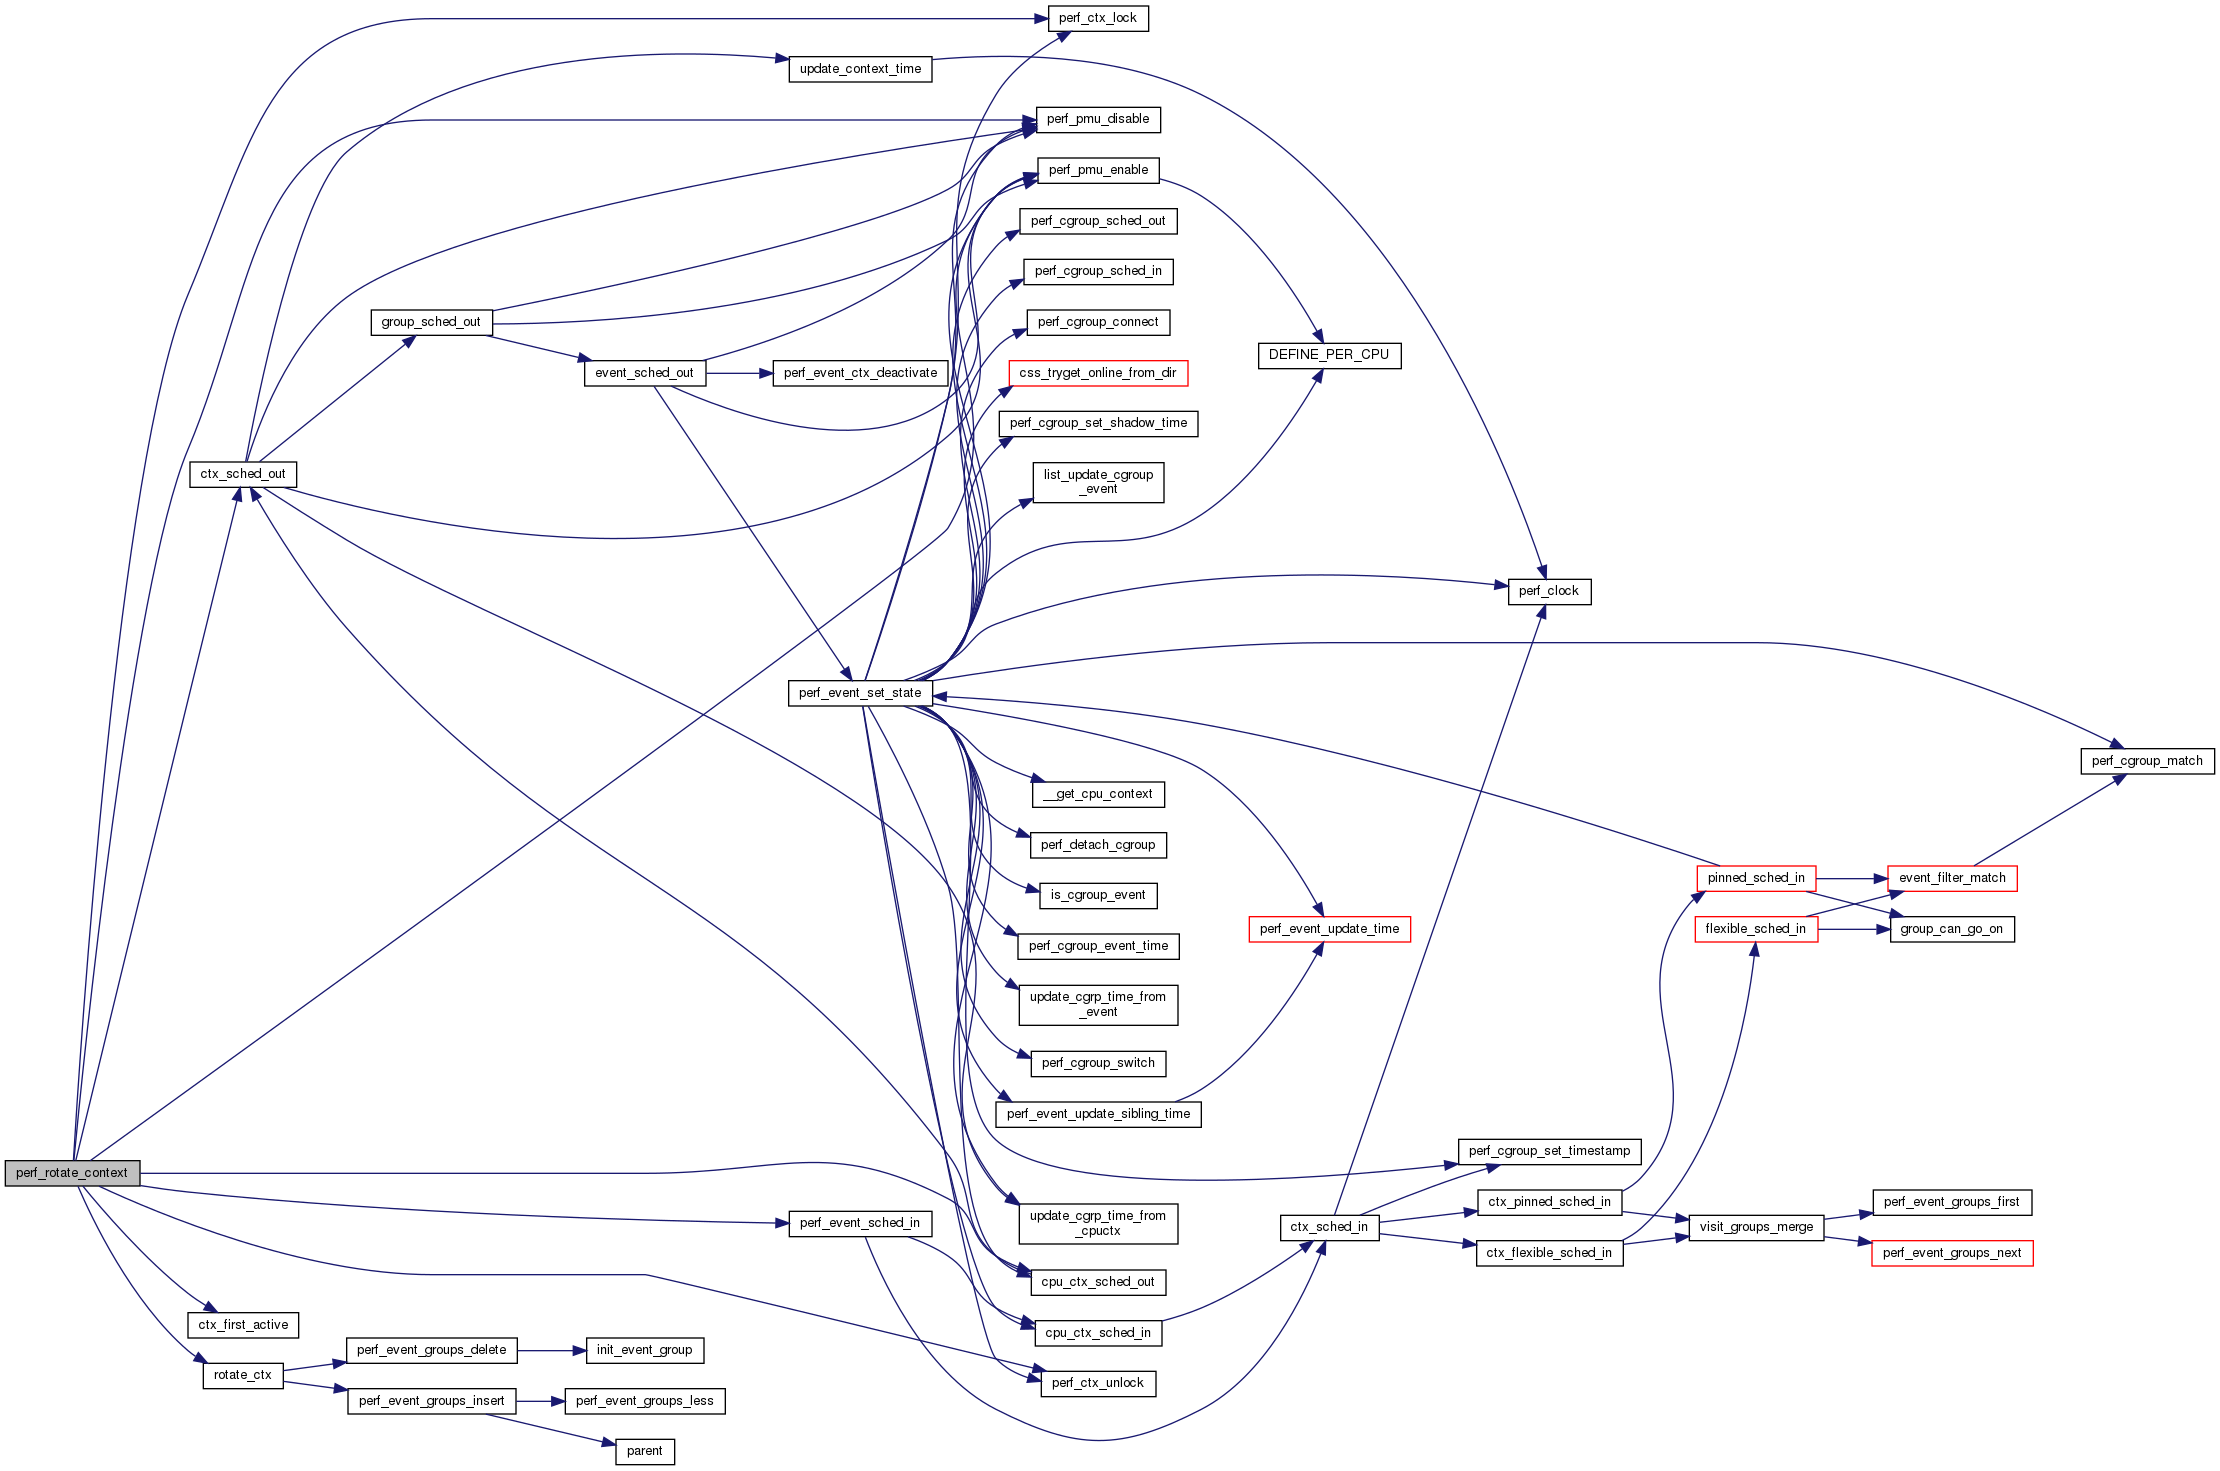 perf_ctx_lock
update_context_time
perf_pmu_disable
perf_pmu_enable
perf_cgroup_sched_out
perf_cgroup_sched_in
group_sched_out
perf_cgroup_connect
DEFINE_PER_CPU
event_sched_out
perf_event_ctx_deactivate
css_tryget_online_from_dir
perf_cgroup_set_shadow_time
ctx_sched_out
list_update_cgroup
_event
perf_clock
perf_event_set_state
perf_cgroup_match
__get_cpu_context
perf_detach_cgroup
pinned_sched_in
event_filter_match
is_cgroup_event
perf_event_update_time
flexible_sched_in
group_can_go_on
perf_cgroup_event_time
update_cgrp_time_from
_event
perf_cgroup_switch
perf_event_update_sibling_time
perf_cgroup_set_timestamp
perf_rotate_context
ctx_pinned_sched_in
perf_event_groups_first
perf_event_sched_in
update_cgrp_time_from
_cpuctx
ctx_sched_in
visit_groups_merge
ctx_flexible_sched_in
perf_event_groups_next
cpu_ctx_sched_out
ctx_first_active
cpu_ctx_sched_in
perf_event_groups_delete
init_event_group
rotate_ctx
perf_ctx_unlock
perf_event_groups_insert
perf_event_groups_less
parent